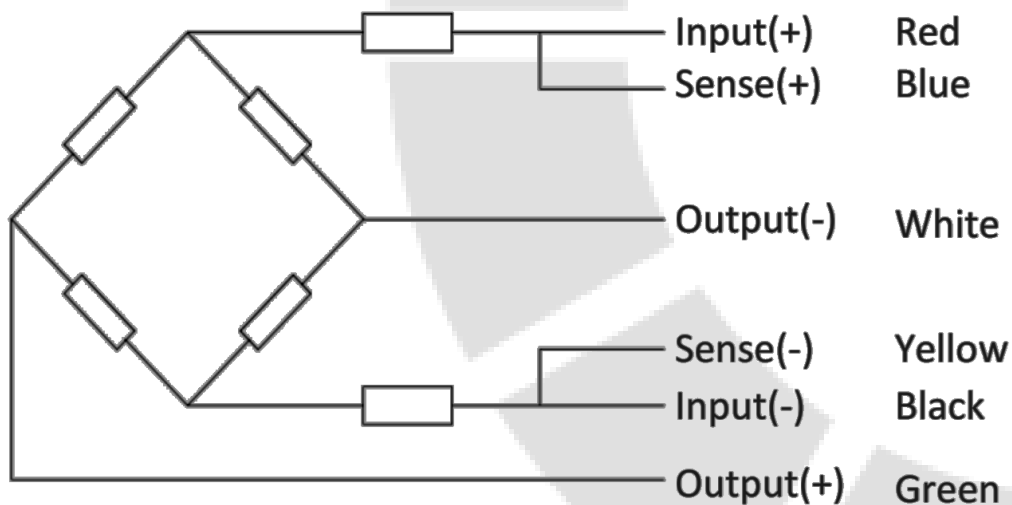 Input(+) Red
Sense(+) Blue
Output(-) White
Sense(-) Yellow
Input(-) Black
Output(+) Green